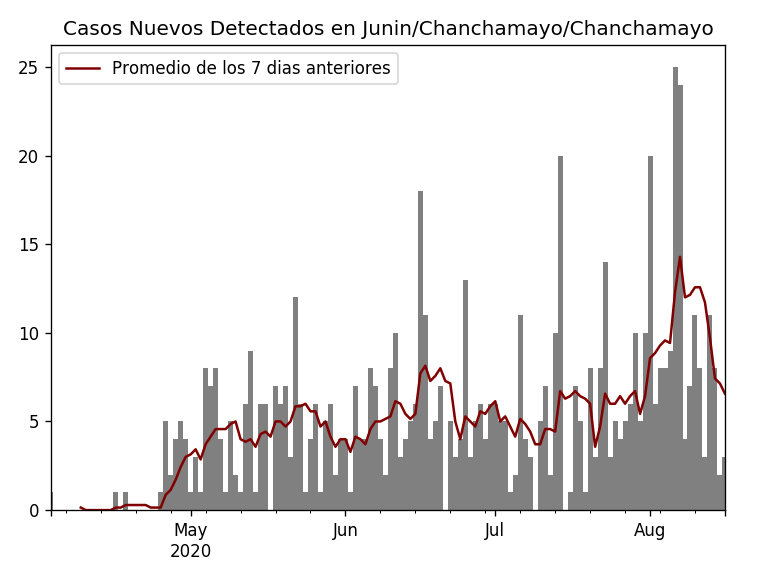 Casos Nuevos Detectados en Junin/Chanchamayo/Chanchamayo
Promedio de los 7 dias anteriores
25
20
15
10
5
0
May Jun Jul Aug
2020